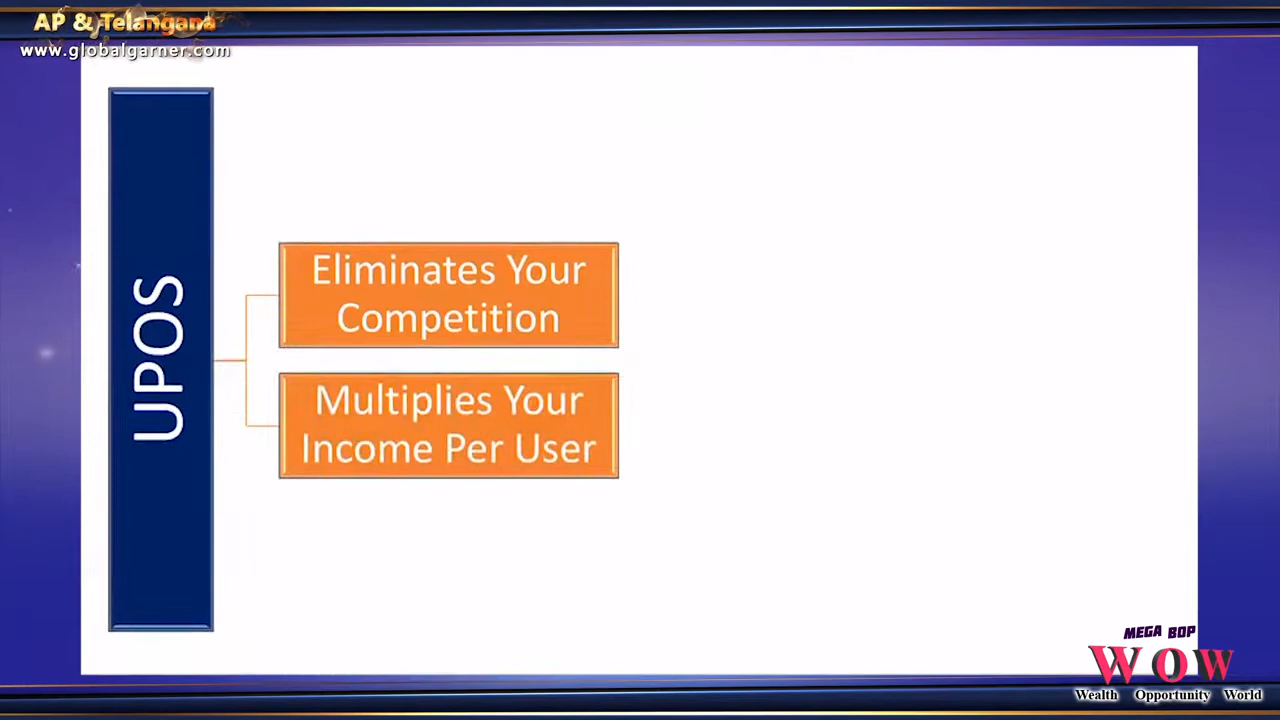 AP & Telangana
www.globalgarner.com
UPOS
Eliminates Your
Competition
Multiplies Your
Income Per User
MEGA BOP
WOW
Wealth Opportunity World